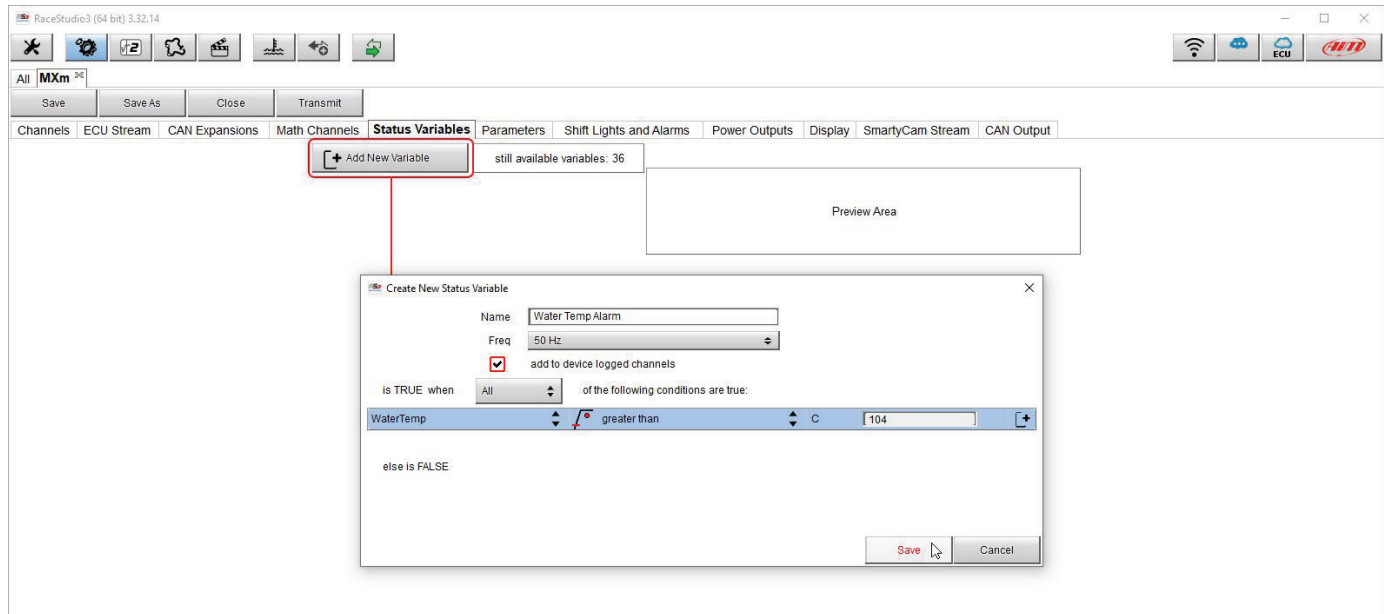 RaceStudio3 (64 bit) 3.32.14
ECU
AiM
All MXm
Save Save As Close Transmit
Channels ECU Stream CAN Expansions Math Channels Status Variables Parameters Shift Lights and Alarms Power Outputs Display SmartyCam Stream CAN Output
Add New Variable still available variables: 36
Preview Area
Create New Status Variable
Name Water Temp Alarm
Freq 50 Hz
add to device logged channels
is TRUE when All of the following conditions are true:
WaterTemp greater than C 104
else is FALSE
Save Cancel